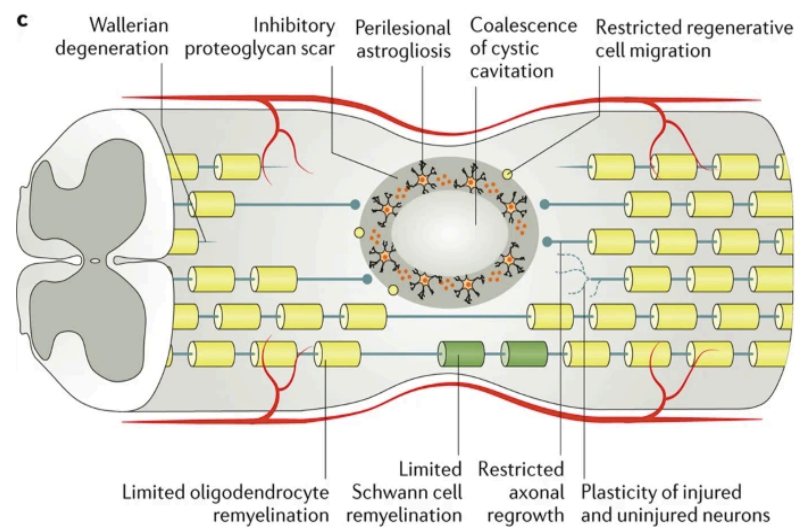 c
Wallerian
degeneration
Inhibitory
proteoglycan scar
Perilesional
astrogliosis
Coalescence
of cystic
cavitation
Restricted regenerative
cell migration
Limited oligodendrocyte
remyelination
Limited
Schwann cell
remyelination
Restricted
axonal
regrowth
Plasticity of injured
and uninjured neurons